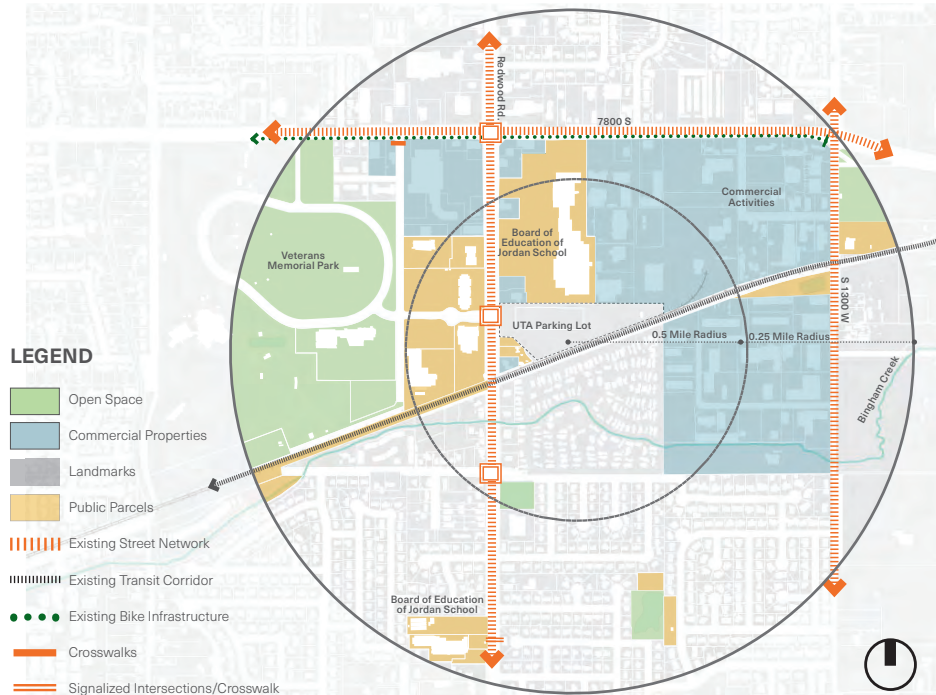 Redwood Rd.
7800 S
Commercial
Activities
Board of
Education of
Jordan School
Veterans
Memorial Park
S 1300 W
UTA Parking Lot
0.5 Mile Radius
0.25 Mile Radius
Bingham Creek
LEGEND
Open Space
Commercial Properties
Landmarks
Public Parcels
Existing Street Network
Existing Transit Corridor
Existing Bike Infrastructure
Crosswalks
Signalized Intersections/Crosswalk
Board of Education
of Jordan School